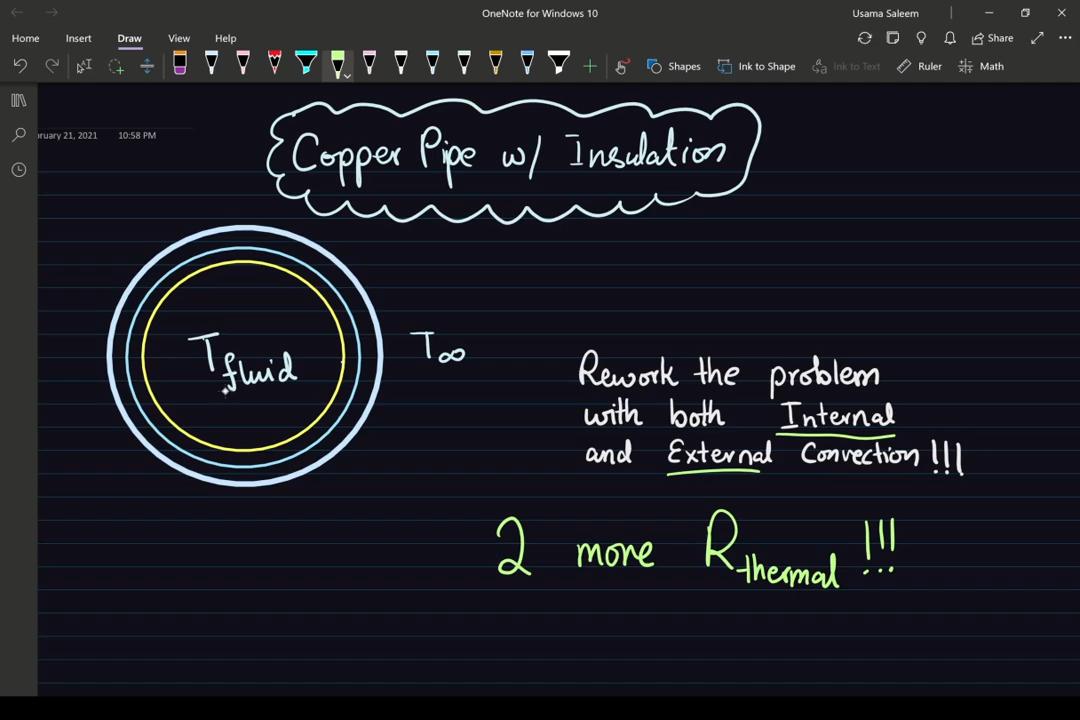 OneNote for Windows 10
Usama Saleem
Home Insert Draw View Help
Share
Shapes Ink to Shape Ink to Text Ruler Math
ruary 21, 2021 10:58 PM
Copper Pipe w/ Insulation
T fluid
T∞
Rework the problem
with both Internal
and External Convection !!!
2 more R thermal !!!